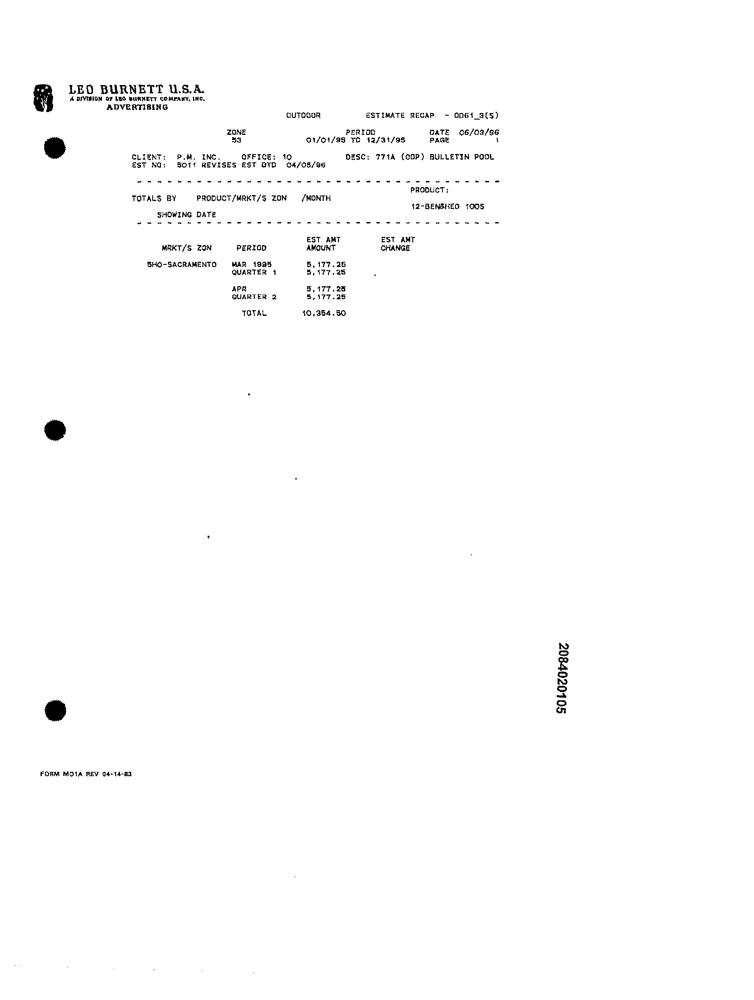 LEO BURNETT U.S.A.
A DIVISION OF LEO BURNETT COMPANY, INC.
ADVERTISING
OUTDOOR ESTIMATE RECAP - OD61_3(S)
ZONE PERIOD DATE 06/03/96
53 01/01/95 TO 12/31/95 PAGE 1
CLIENT: P.M. INC. OFFICE: 10 DESC: 771A (OOP) BULLETIN POOL
EST NO: 5011 REVISES EST DTD 04/05/96
PRODUCT:
TOTALS BY PRODUCT/MRKT/S ZON /MONTH
12-BEN&HED 100S
SHOWING DATE
EST AMT EST AMT
MRKT/S ZON PERIOD AMOUNT CHANGE
5HO-SACRAMENTO MAR 1995 5,177.25
QUARTER 1 5,177.25
APR 5,177.25
QUARTER 2 5,177.25
TOTAL 10,354.50
2084020105
FORM MO1A REV 04-14-83